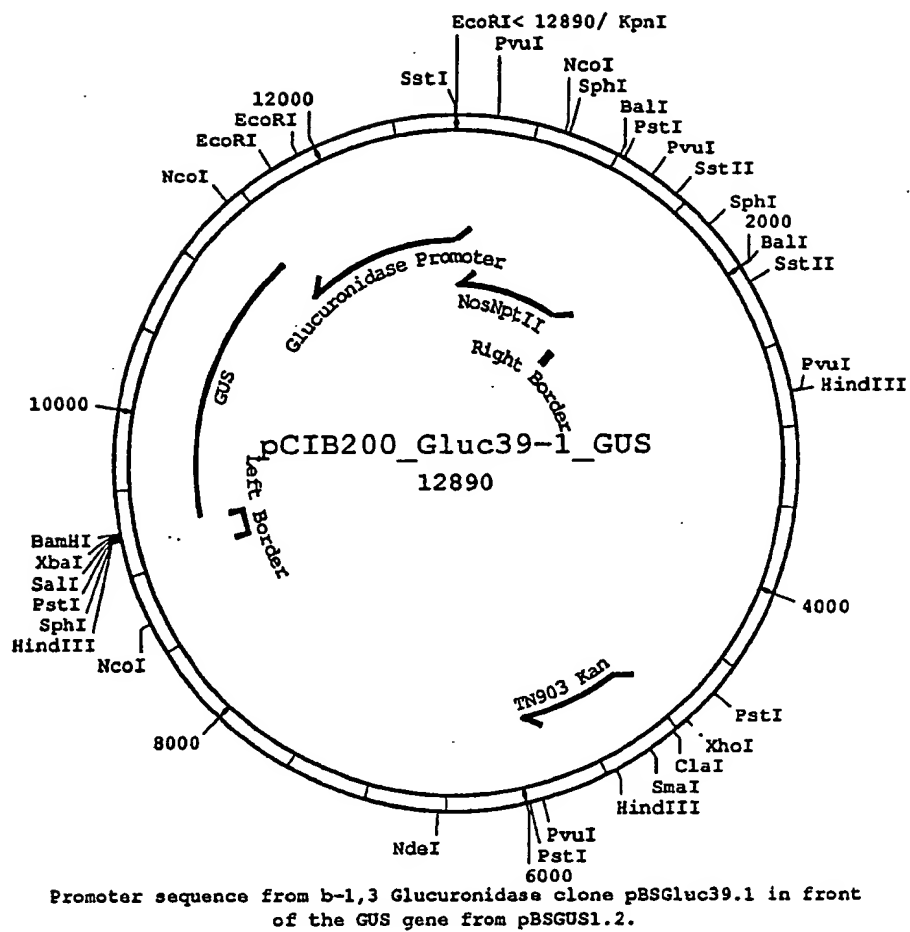 EcoRI< 12890/ KpnI
PvuI
NcoI
SphI
BalI
PstI
PvuI
SstII
SphI
2000
BalI
SstII
PvuI
HindIII
4000
PstI
XhoI
ClaI
SmaI
HindIII
PvuI
PstI
6000
NdeI
8000
NcoI
HindIII
SphI
PstI
SalI
XbaI
BamHI
10000
NcoI
EcoRI
EcoRI
12000
SstI
Glucuronidase Promoter
NosNptII
Right Border
GUS
Left Border
TN903 Kan
pCIB200_Gluc39-1_GUS
12890
Promoter sequence from b-1,3 Glucuronidase clone pBSGluc39.1 in front
of the GUS gene from pBSGUS1.2.